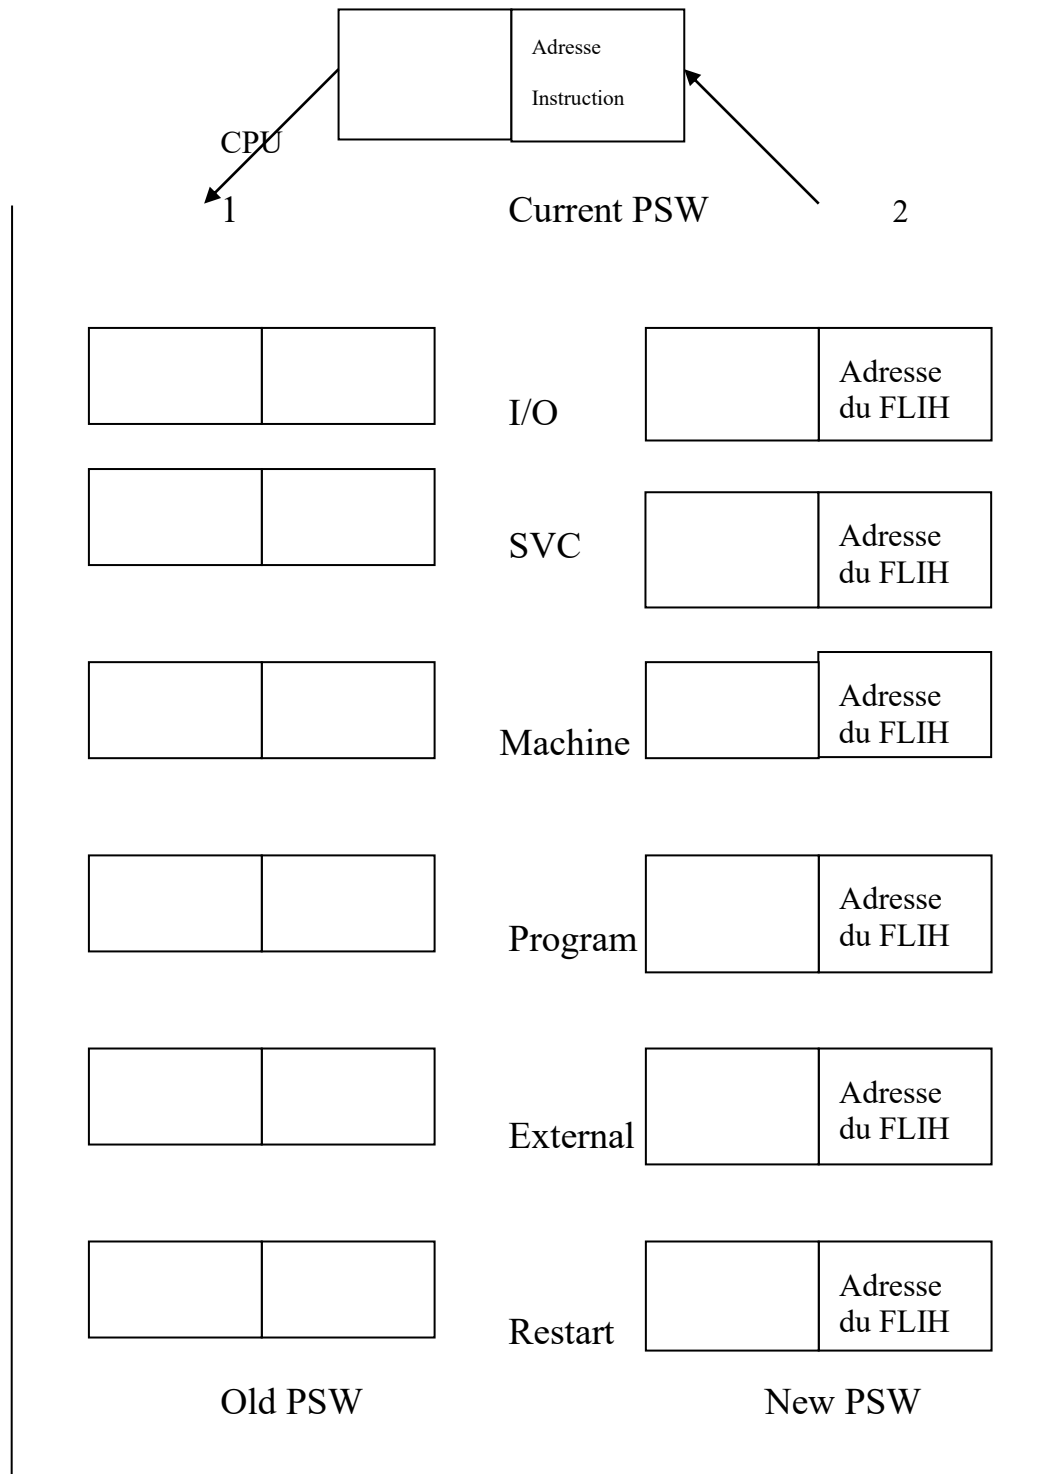 Adresse
Instruction
CPU
1
Current PSW
2
I/O
Adresse
du FLIH
SVC
Adresse
du FLIH
Machine
Adresse
du FLIH
Program
Adresse
du FLIH
External
Adresse
du FLIH
Restart
Adresse
du FLIH
Old PSW
New PSW